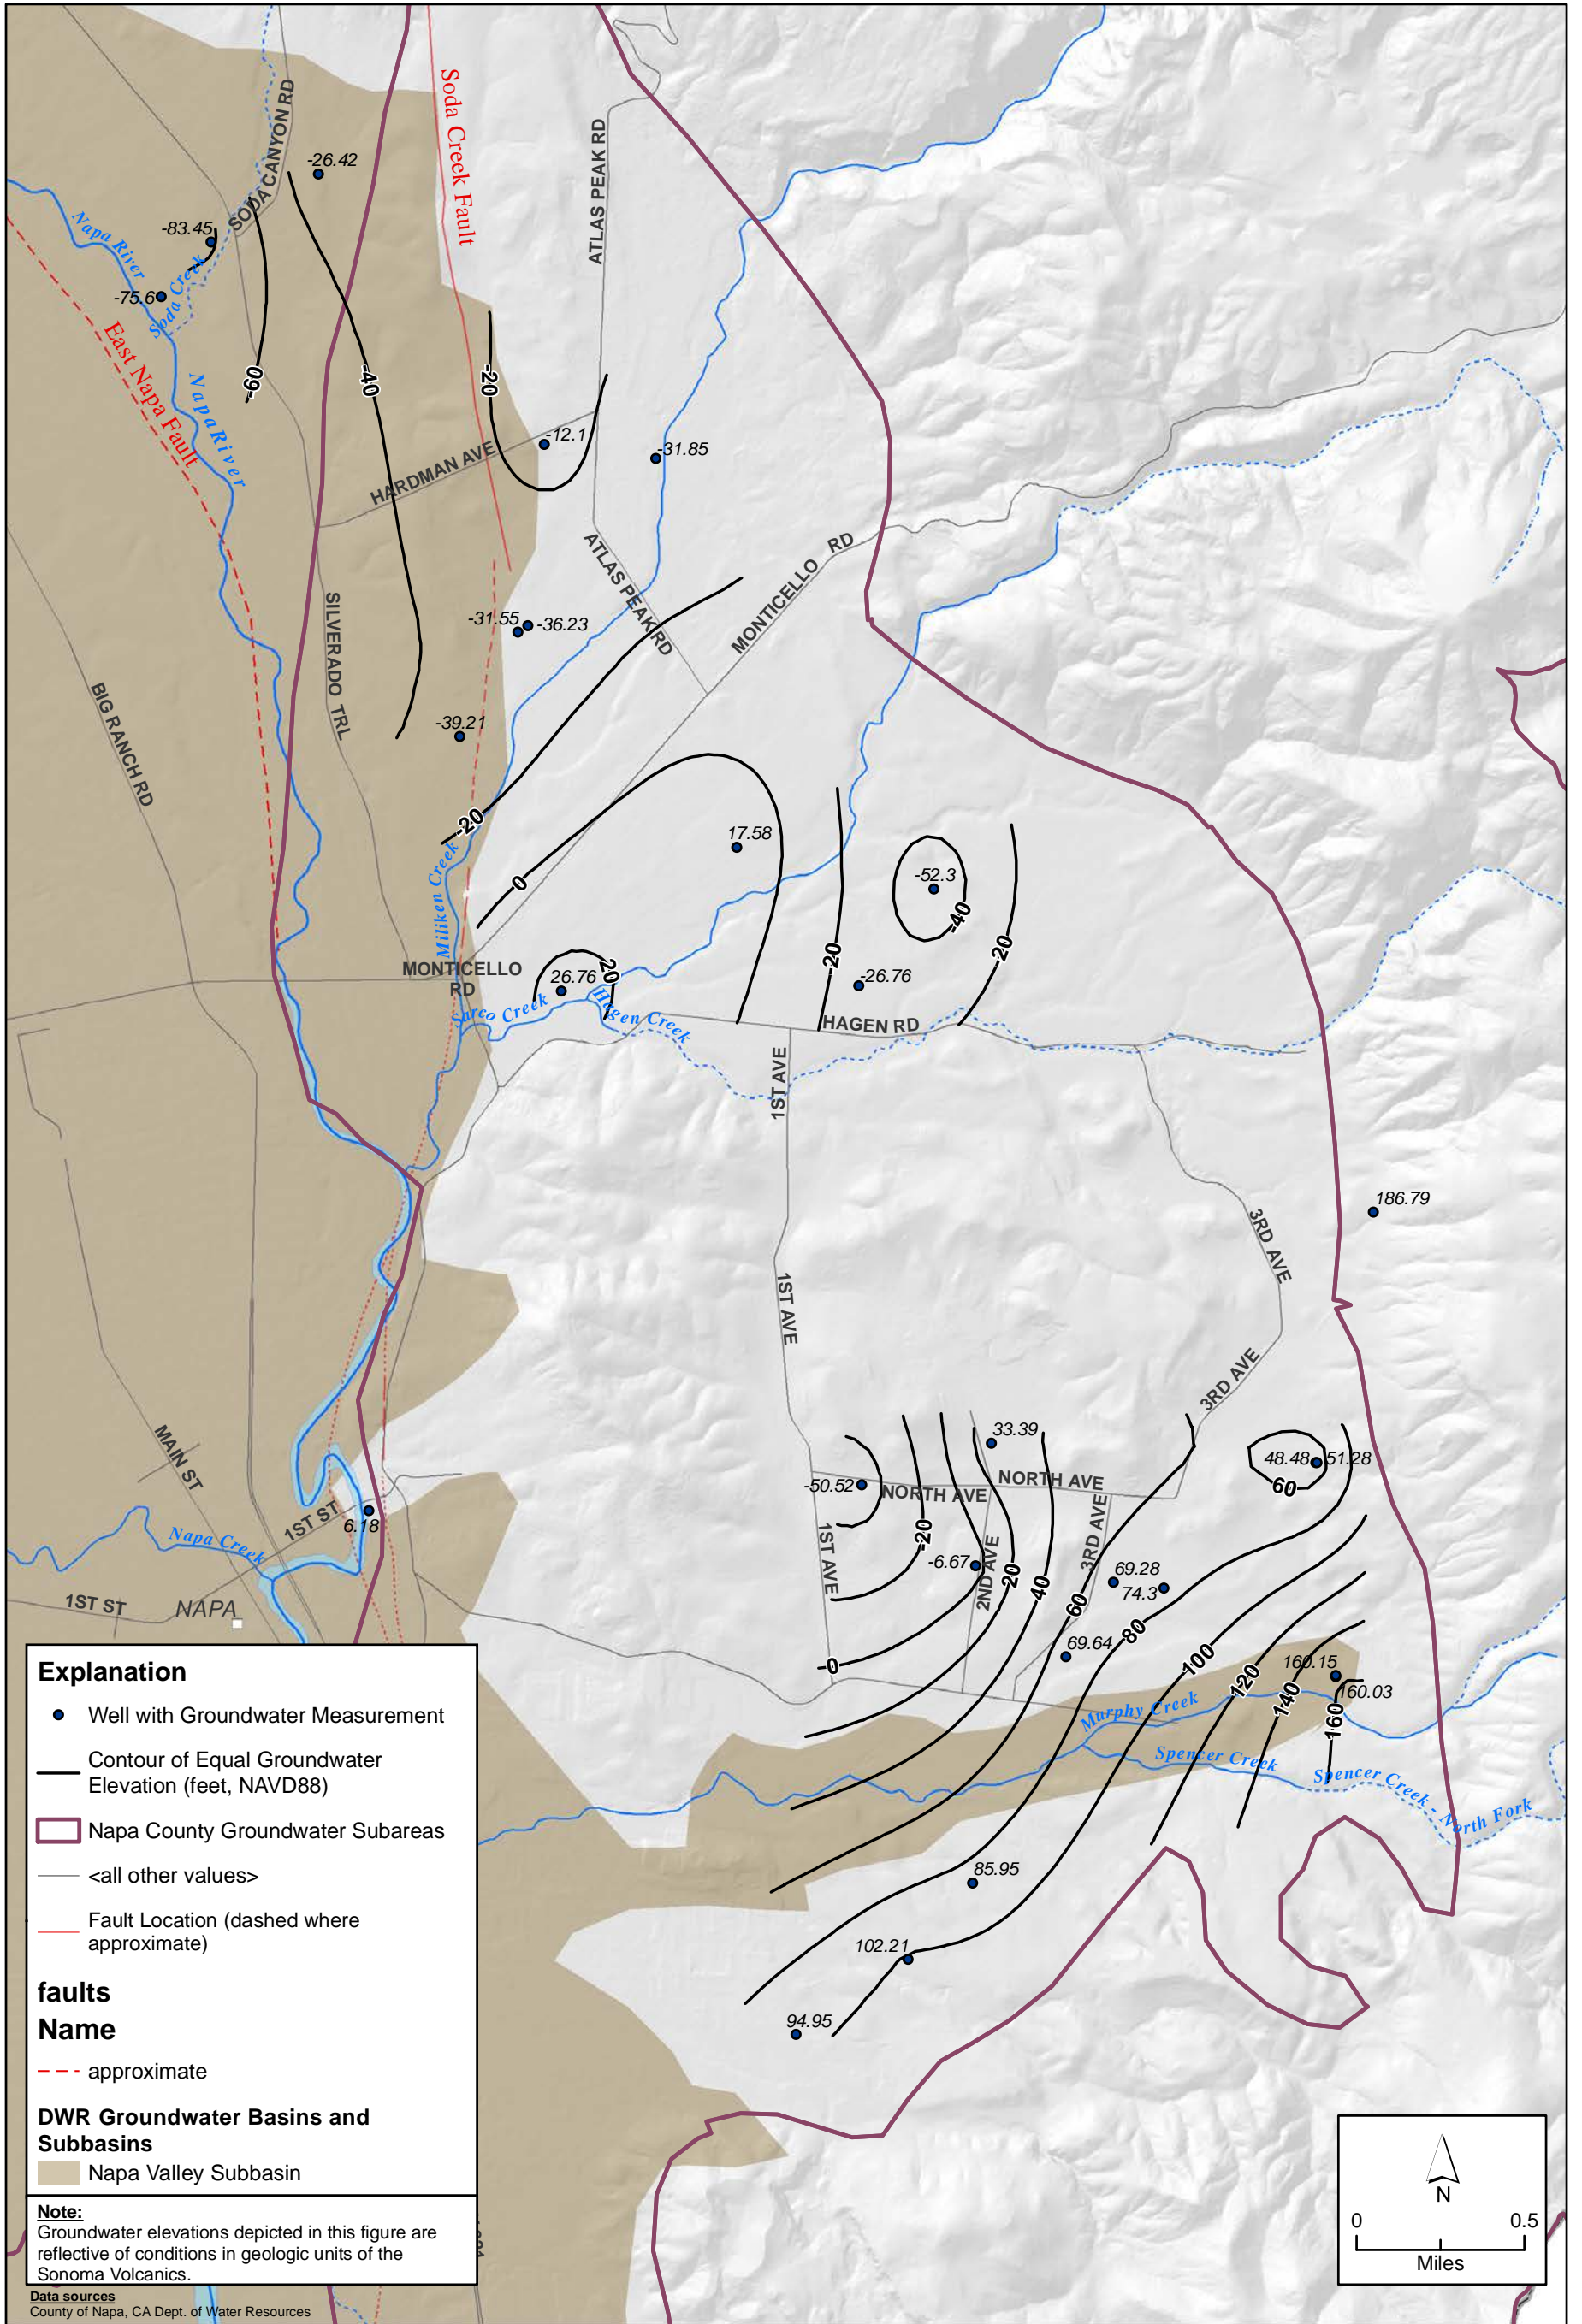 Soda Creek Fault
ATLAS PEAK RD
SODA CANYON RD
-26.42
-83.45
Napa River
-75.6
Soda Creek
East Napa Fault
Napa River
-60
-40
-20
-12.1
-31.85
HARDMAN AVE
ATLAS PEAK RD
MONTICELLO RD
-31.55
-36.23
SILVERADO TRL
BIG RANCH RD
-39.21
-20
17.58
0
-52.3
-40
Miliken Creek
20
20
20
MONTICELLO
RD
26.76
-26.76
Sarco Creek
Hagen Creek
HAGEN RD
1ST AVE
186.79
3RD AVE
1ST AVE
3RD AVE
MAIN ST
33.39
48.48
51.28
60
-50.52
NORTH AVE
NORTH AVE
1ST ST
6.18
Napa Creek
1ST AVE
-20
-6.67
2ND AVE
20
40
3RD AVE
60
69.28
74.3
80
69.64
1ST ST
NAPA
0
100
120
140
160
160.15
160.03
Murphy Creek
Spencer Creek
Spencer Creek - North Fork
85.95
102.21
94.95
Explanation
Well with Groundwater Measurement
Contour of Equal Groundwater
Elevation (feet, NAVD88)
Napa County Groundwater Subareas
<all other values>
Fault Location (dashed where
approximate)
faults
Name
approximate
DWR Groundwater Basins and
Subbasins
Napa Valley Subbasin
Note:
Groundwater elevations depicted in this figure are
reflective of conditions in geologic units of the
Sonoma Volcanics.
Data sources
County of Napa, CA Dept. of Water Resources
N
0
0.5
Miles